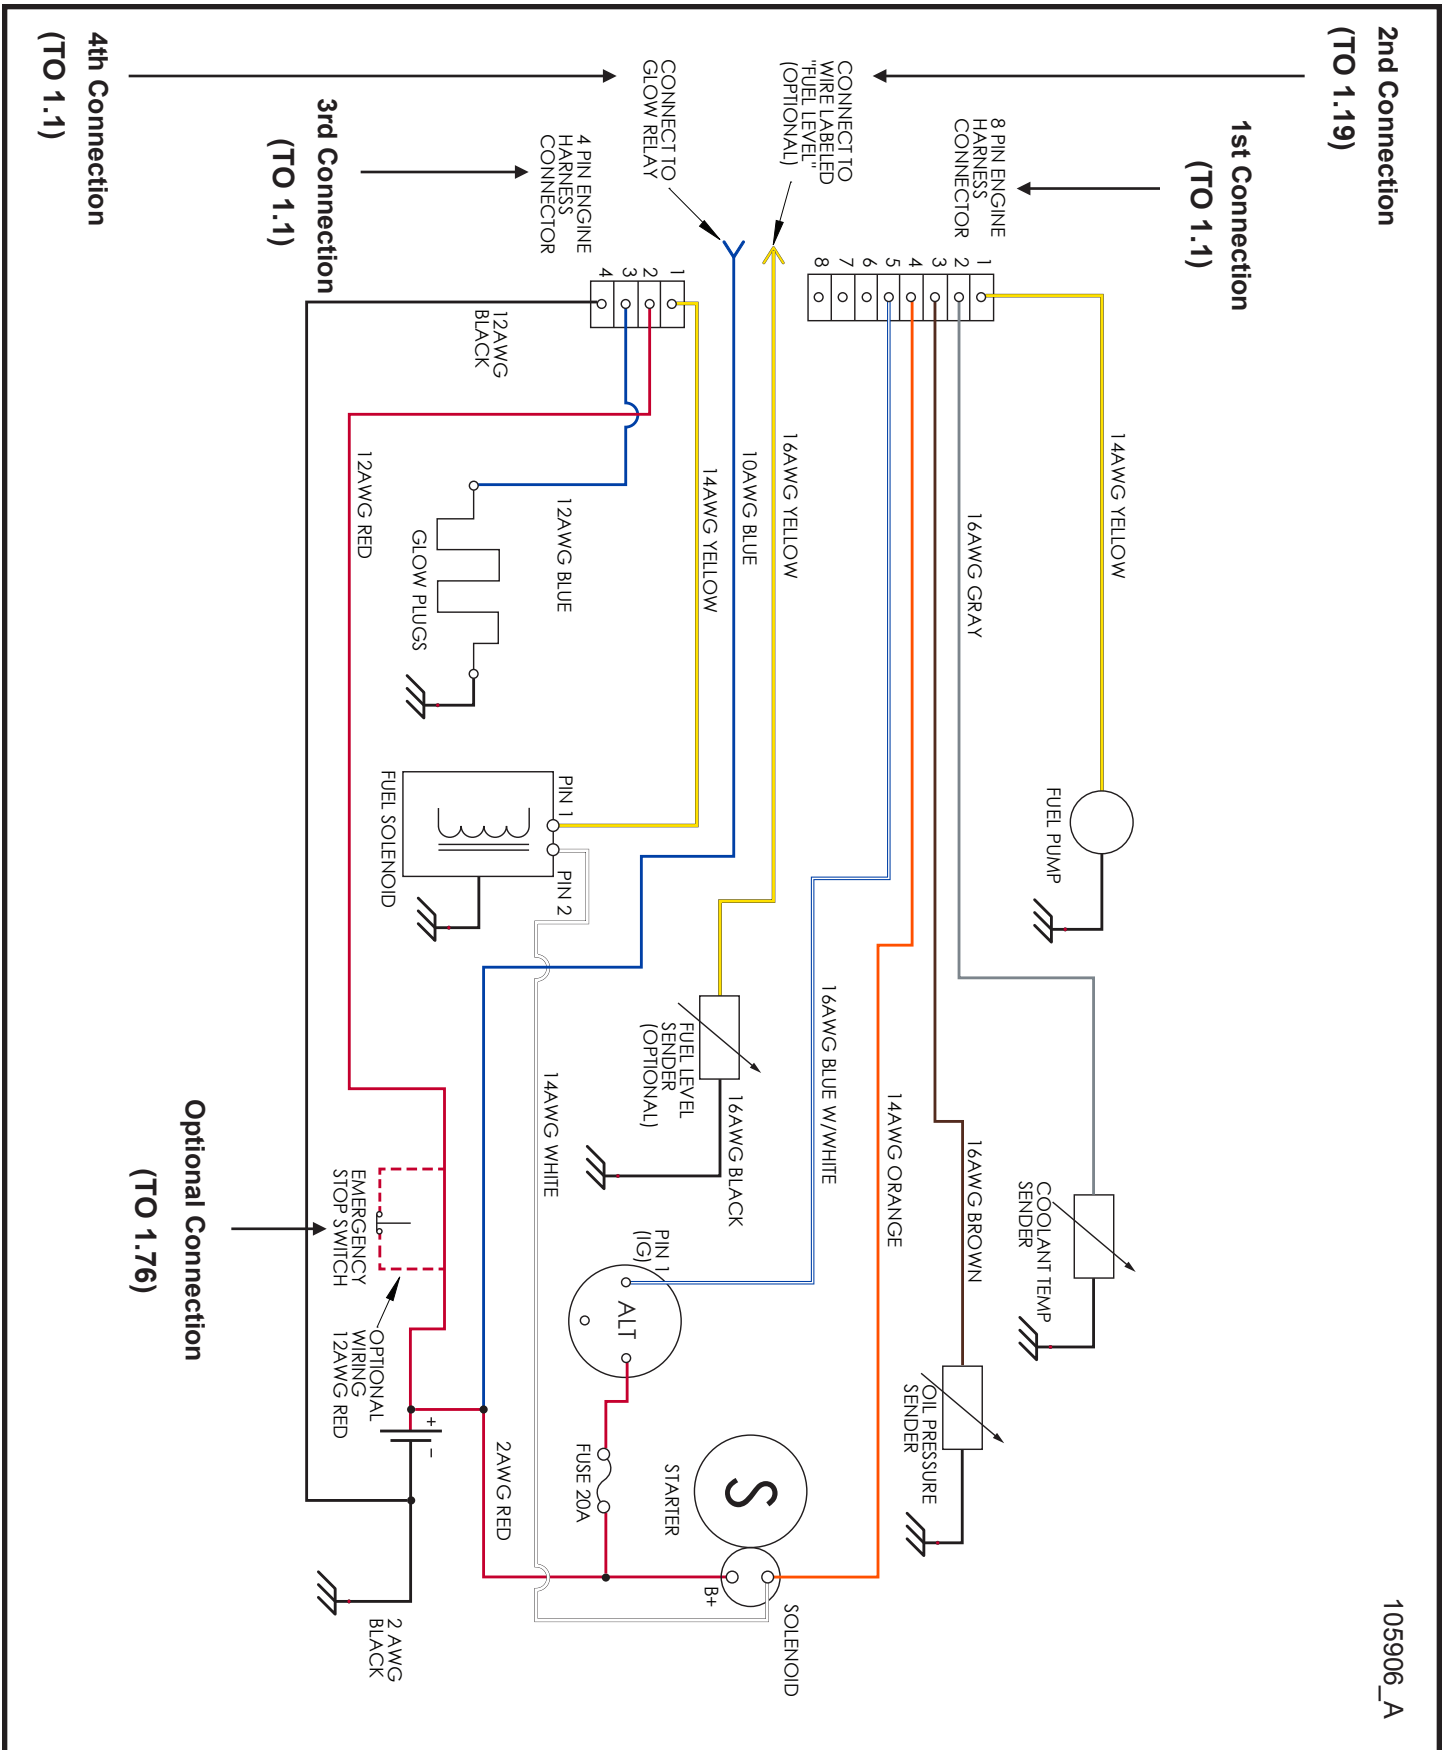 2nd Connection
(TO 1.19)
1st Connection
(TO 1.1)
105906_A
8 PIN ENGINE
HARNESS
CONNECTOR
1
2
3
4
5
6
7
8
14AWG YELLOW
FUEL PUMP
16AWG GRAY
COOLANT TEMP
SENDER
16AWG BROWN
OIL PRESSURE
SENDER
14AWG ORANGE
16AWG BLUE W/WHITE
CONNECT TO
WIRE LABELED
"FUEL LEVEL"
(OPTIONAL)
16AWG YELLOW
FUEL LEVEL
SENDER
(OPTIONAL)
16AWG BLACK
SOLENOID
B+
S
STARTER
CONNECT TO
GLOW RELAY
10AWG BLUE
PIN 1
(IG)
ALT
FUSE 20A
4 PIN ENGINE
HARNESS
CONNECTOR
1
2
3
4
14AWG YELLOW
12AWG BLUE
PIN 1
PIN 2
FUEL SOLENOID
14AWG WHITE
2AWG RED
12AWG
BLACK
GLOW PLUGS
12AWG RED
+
–
EMERGENCY
STOP SWITCH
OPTIONAL
WIRING
12AWG RED
2 AWG
BLACK
3rd Connection
(TO 1.1)
4th Connection
(TO 1.1)
Optional Connection
(TO 1.76)